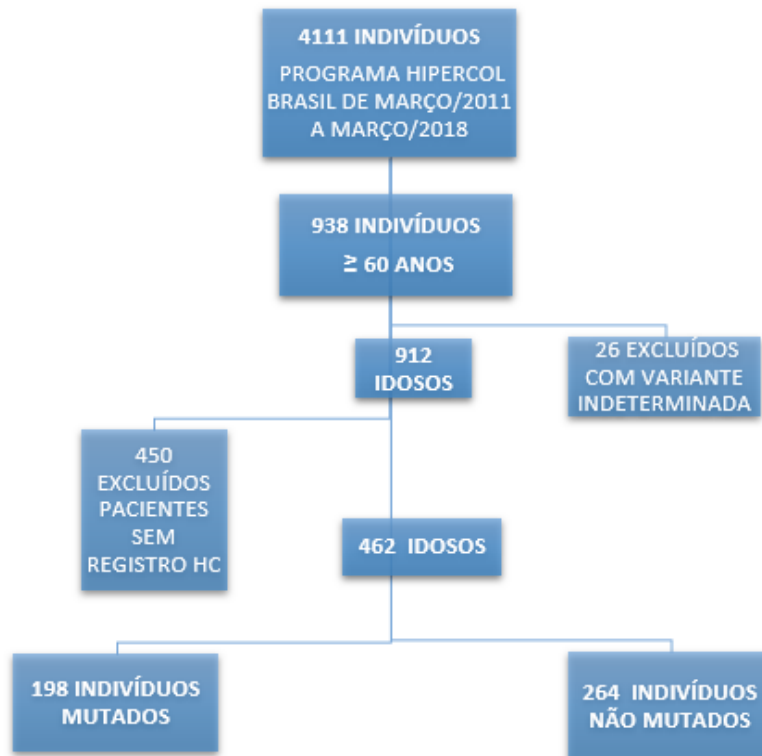 4111 INDIVÍDUOS
PROGRAMA HIPERCOL
BRASIL DE MARÇO/2011
A MARÇO/2018
938 INDIVÍDUOS
≥ 60 ANOS
912
IDOSOS
26 EXCLUÍDOS
COM VARIANTE
INDETERMINADA
450
EXCLUÍDOS
PACIENTES
SEM
REGISTRO HC
462 IDOSOS
198 INDIVÍDUOS
MUTADOS
264 INDIVÍDUOS
NÃO MUTADOS